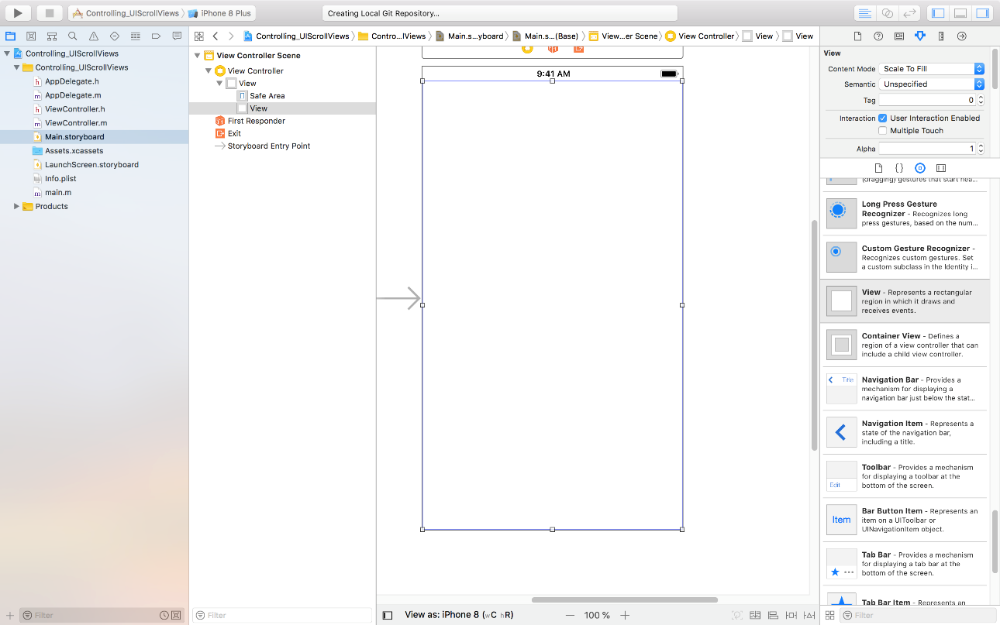 Controlling_UIScrollViews
iPhone 8 Plus
Creating Local Git Repository...
Controlling_UIScrollViews
Contro...lViews
Main.s...yboard
Main.s...(Base)
View...er Scene
View Controller
View
View
Controlling_UIScrollViews
Controlling_UIScrollViews
h AppDelegate.h
m AppDelegate.m
h ViewController.h
m ViewController.m
Main.storyboard
Assets.xcassets
LaunchScreen.storyboard
Info.plist
m main.m
Products
Filter
View Controller Scene
View Controller
View
Safe Area
View
First Responder
Exit
Storyboard Entry Point
Filter
9:41 AM
View as: iPhone 8 (wC hR)
100 %
View
Content Mode Scale To Fill
Semantic Unspecified
Tag 0
Interaction User Interaction Enabled
Multiple Touch
Alpha 1
{}
(dragging) gestures that start hea...
Long Press Gesture
Recognizer - Recognizes long
press gestures, based on the num...
Custom Gesture Recognizer -
Recognizes custom gestures. Set
a custom subclass in the Identity i...
View - Represents a rectangular
region in which it draws and
receives events.
Container View - Defines a
region of a view controller that can
include a child view controller.
Title
Navigation Bar - Provides a
mechanism for displaying a
navigation bar just below the stat...
Navigation Item - Represents a
state of the navigation bar,
including a title.
Edit
Toolbar - Provides a mechanism
for displaying a toolbar at the
bottom of the screen.
Item
Bar Button Item - Represents an
item on a UIToolbar or
UINavigationItem object.
Tab Bar - Provides a mechanism
for displaying a tab bar at the
bottom of the screen.
Tab Bar Item - Represents an
Filter